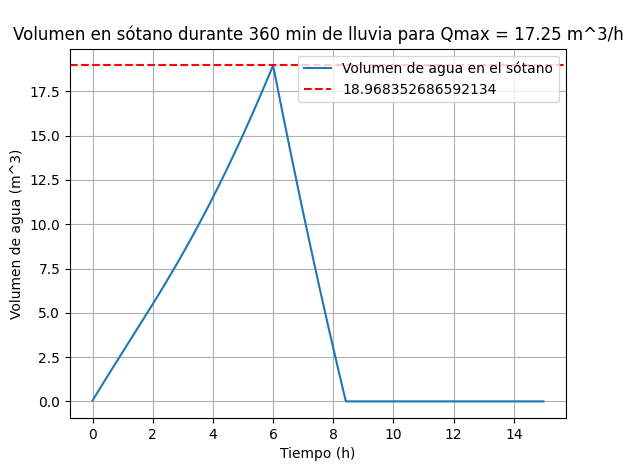 Volumen en sótano durante 360 min de lluvia para Qmax = 17.25 m^3/h
Volumen de agua en el sótano
18.968352686592134
Volumen de agua (m^3)
17.5
15.0
12.5
10.0
7.5
5.0
2.5
0.0
0 2 4 6 8 10 12 14
Tiempo (h)